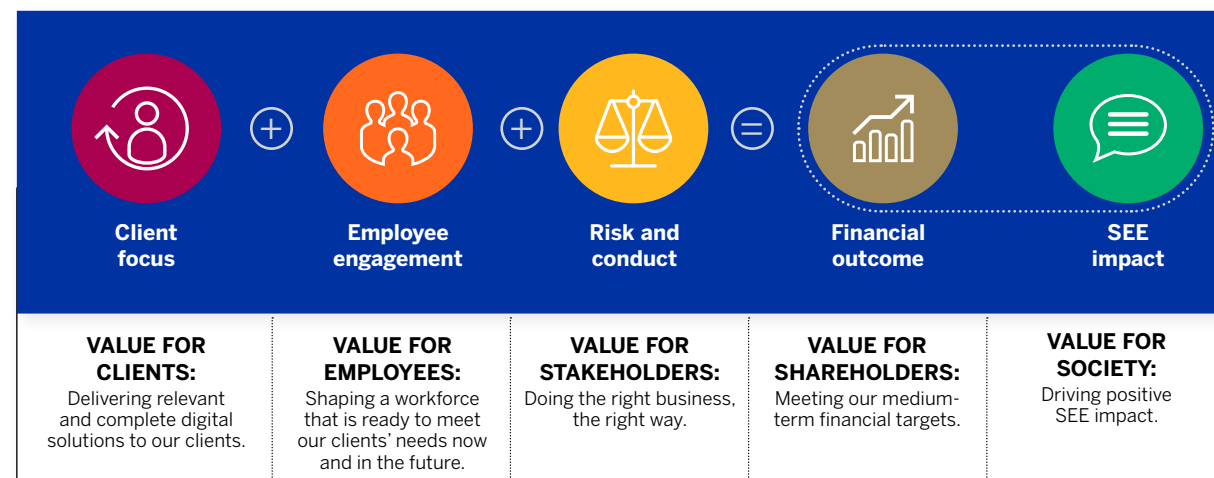 Client
focus
Employee
engagement
Risk and
conduct
Financial
outcome
SEE
impact
VALUE FOR
CLIENTS:
Delivering relevant
and complete digital
solutions to our clients.
VALUE FOR
EMPLOYEES:
Shaping a workforce
that is ready to meet
our clients’ needs now
and in the future.
VALUE FOR
STAKEHOLDERS:
Doing the right business,
the right way.
VALUE FOR
SHAREHOLDERS:
Meeting our medium-
term financial targets.
VALUE FOR
SOCIETY:
Driving positive
SEE impact.